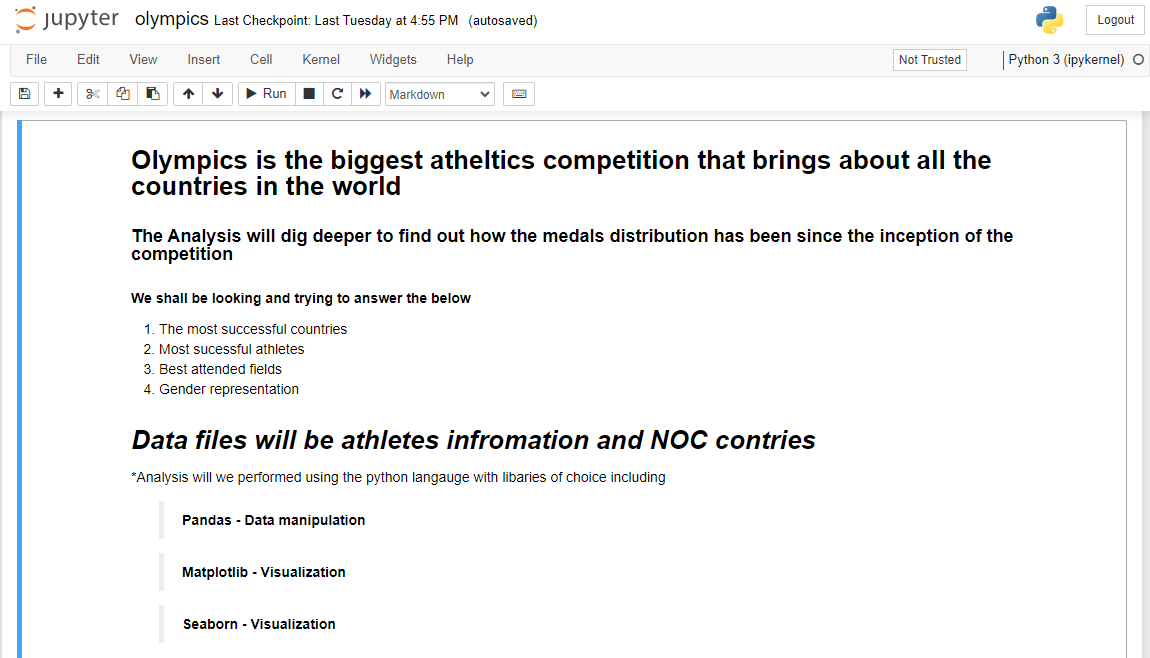 jupyter olympics Last Checkpoint: Last Tuesday at 4:55 PM (autosaved) Logout
File Edit View Insert Cell Kernel Widgets Help Not Trusted Python 3 (ipykernel)
Run Markdown
Olympics is the biggest atheltics competition that brings about all the
countries in the world
The Analysis will dig deeper to find out how the medals distribution has been since the inception of the
competition
We shall be looking and trying to answer the below
1. The most successful countries
2. Most sucessful athletes
3. Best attended fields
4. Gender representation
Data files will be athletes infromation and NOC contries
*Analysis will we performed using the python langauge with libaries of choice including
Pandas - Data manipulation
Matplotlib - Visualization
Seaborn - Visualization